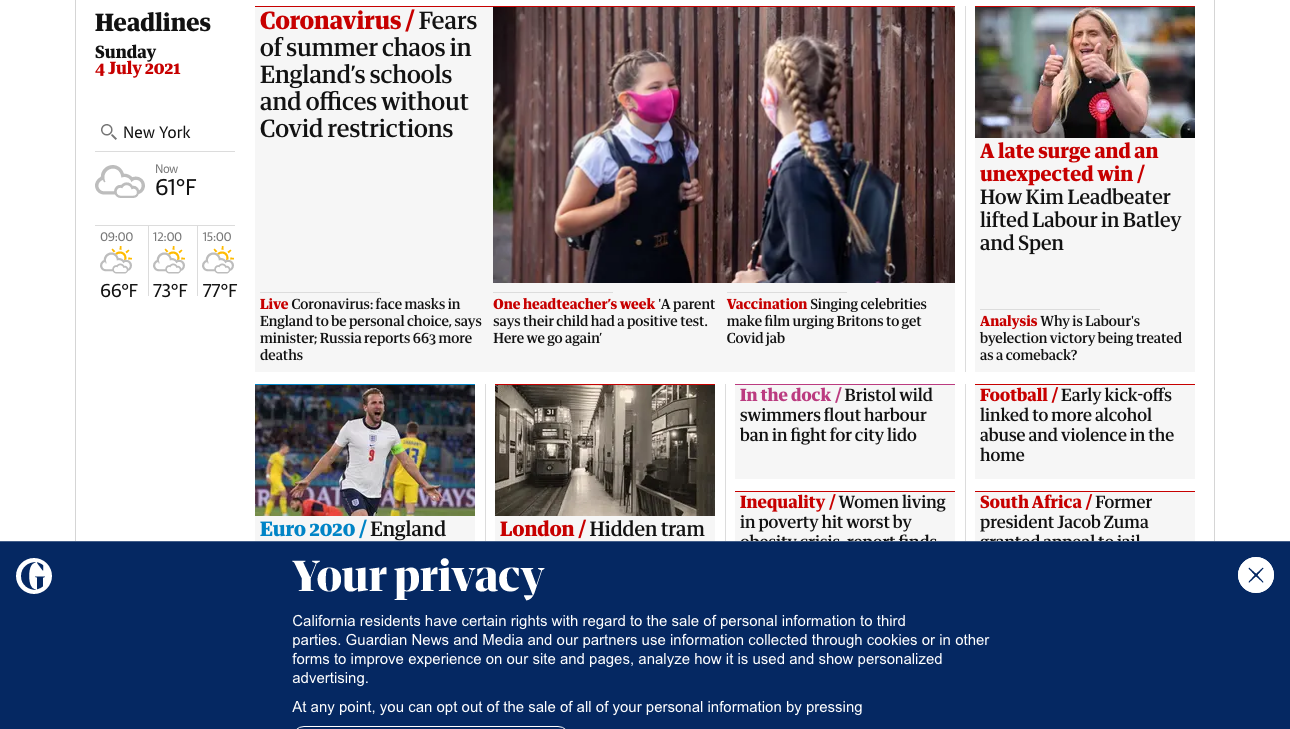 Headlines
Sunday
4 July 2021
New York
Now
61°F
09:00
12:00
15:00
66°F
73°F
77°F
Coronavirus / Fears
of summer chaos in
England's schools
and offices without
Covid restrictions
Live Coronavirus: face masks in
England to be personal choice, says
minister; Russia reports 663 more
deaths
One headteacher's week 'A parent
says their child had a positive test.
Here we go again'
Vaccination Singing celebrities
make film urging Britons to get
Covid jab
A late surge and an
unexpected win /
How Kim Leadbeater
lifted Labour in Batley
and Spen
Analysis Why is Labour's
byelection victory being treated
as a comeback?
9
31
Euro 2020 / England
London / Hidden tram
In the dock / Bristol wild
swimmers flout harbour
ban in fight for city lido
Football / Early kick-offs
linked to more alcohol
abuse and violence in the
home
Inequality / Women living
in poverty hit worst by
obesity crisis, report finds
South Africa / Former
president Jacob Zuma
granted appeal to jail
Your privacy
California residents have certain rights with regard to the sale of personal information to third
parties. Guardian News and Media and our partners use information collected through cookies or in other
forms to improve experience on our site and pages, analyze how it is used and show personalized
advertising.
At any point, you can opt out of the sale of all of your personal information by pressing